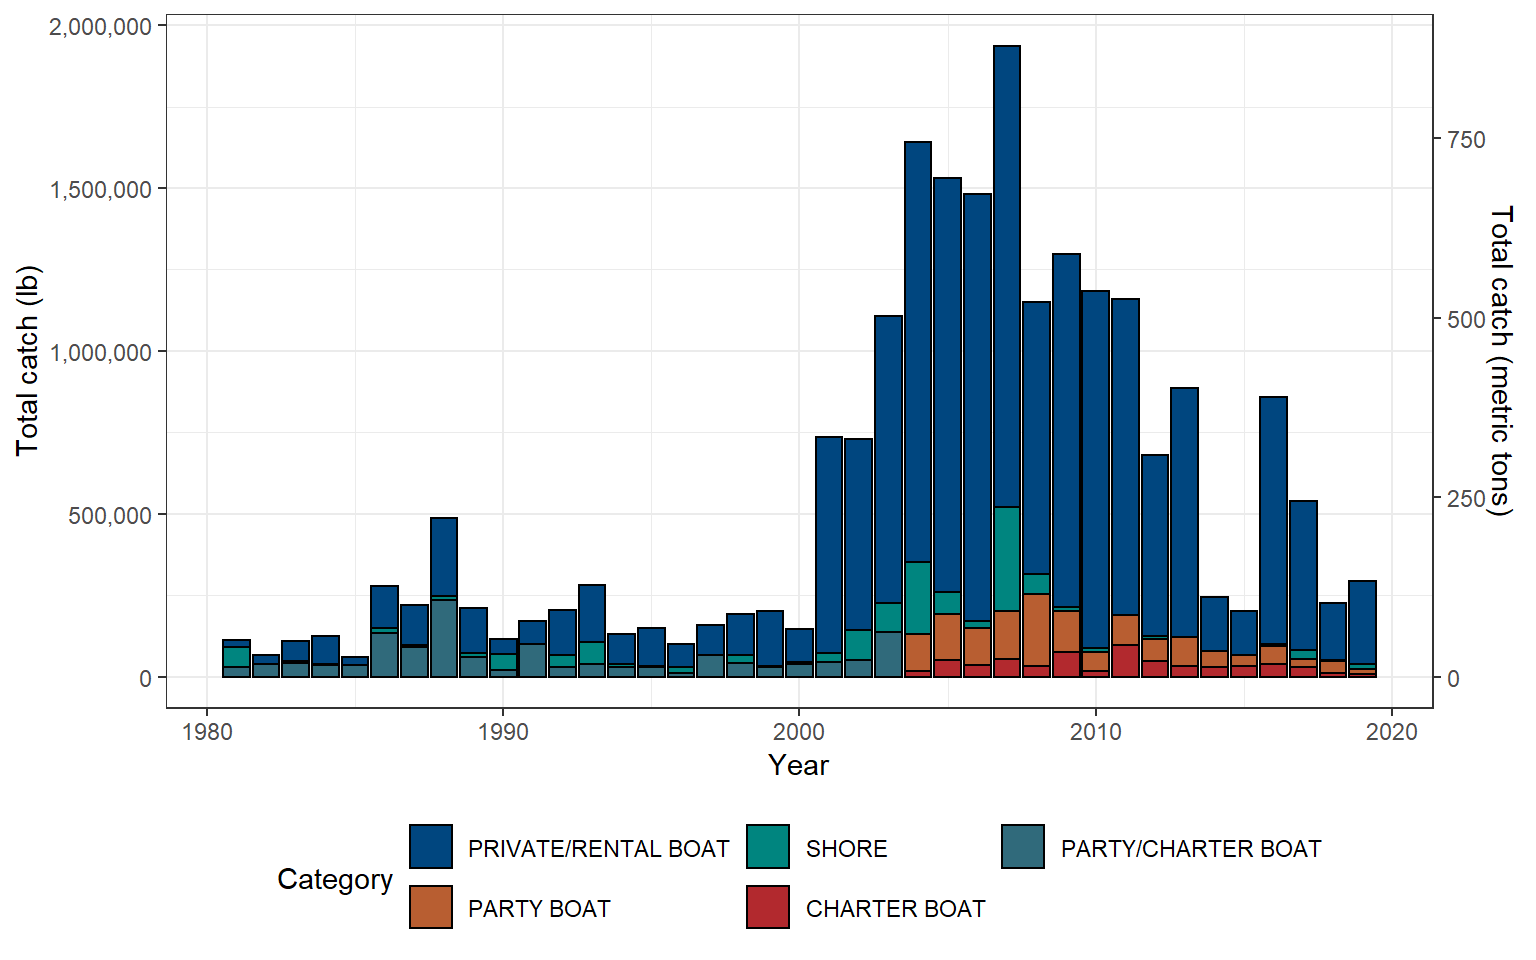 2,000,000
1,500,000
1,000,000
500,000
0
Total catch (lb)
750
500
250
0
Total catch (metric tons)
1980 1990 2000 2010 2020
Year
Category
PRIVATE/RENTAL BOAT SHORE PARTY/CHARTER BOAT
PARTY BOAT CHARTER BOAT